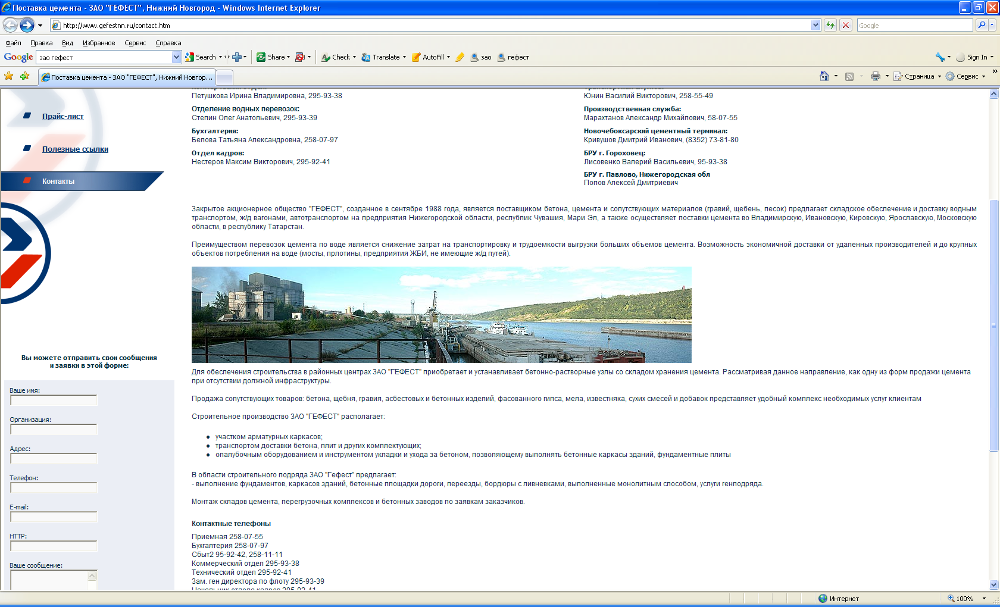 Поставка цемента - ЗАО "ГЕФЕСТ", Нижний Новгород - Windows Internet Explorer
http://www.gefestnn.ru/contact.htm
Google
Файл Правка Вид Избранное Сервис Справка
Google зао гефест Search Share Check Translate AutoFill зао гефест Sign In
Поставка цемента - ЗАО "ГЕФЕСТ", Нижний Новгор... Страница Сервис
Прайс-лист
Полезные ссылки
Контакты
Петушкова Ирина Владимировна, 295-93-38
Отделение водных перевозок:
Степин Олег Анатольевич, 295-93-39
Бухгалтерия:
Белова Татьяна Александровна, 258-07-97
Отдел кадров:
Нестеров Максим Викторович, 295-92-41
Юнин Василий Викторович, 258-55-49
Производственная служба:
Марахтанов Александр Михайлович, 58-07-55
Новочебоксарский цементный терминал:
Кривушов Дмитрий Иванович, (8352) 73-81-80
БРУ г. Гороховец:
Лисовенко Валерий Васильевич, 95-93-38
БРУ г. Павлово, Нижегородская обл
Попов Алексей Дмитриевич
Закрытое акционерное общество "ГЕФЕСТ", созданное в сентябре 1988 года, является поставщиком бетона, цемента и сопутствующих материалов (гравий, щебень, песок) предлагает складское обеспечение и доставку водным
транспортом, ж/д вагонами, автотранспортом на предприятия Нижегородской области, республик Чувашия, Мари Эл, а также осуществляет поставки цемента во Владимирскую, Ивановскую, Кировскую, Ярославскую, Московскую
области, в республику Татарстан.
Преимуществом перевозок цемента по воде является снижение затрат на транспортировку и трудоемкости выгрузки больших объемов цемента. Возможность экономичной доставки от удаленных производителей и до крупных
объектов потребления на воде (мосты, прлотины, предприятия ЖБИ, не имеющие ж/д путей).
Для обеспечения строительства в районных центрах ЗАО "ГЕФЕСТ" приобретает и устанавливает бетонно-растворные узлы со складом хранения цемента. Рассматривая данное направление, как одну из форм продажи цемента
при отсутствии должной инфраструктуры.
Продажа сопутствующих товаров: бетона, щебня, гравия, асбестовых и бетонных изделий, фасованного гипса, мела, известняка, сухих смесей и добавок представляет удобный комплекс необходимых услуг клиентам
Строительное производство ЗАО "ГЕФЕСТ" располагает:
• участком арматурных каркасов;
• транспортом доставки бетона, плит и других комплектующих;
• опалубочным оборудованием и инструментом укладки и ухода за бетоном, позволяющему выполнять бетонные каркасы зданий, фундаментные плиты
В области строительного подряда ЗАО "Гефест" предлагает:
- выполнение фундаментов, каркасов зданий, бетонные площадки дороги, переезды, бордюры с ливневками, выполненные монолитным способом, услуги генподряда.
Монтаж складов цемента, перегрузочных комплексов и бетонных заводов по заявкам заказчиков.
Контактные телефоны
Приемная 258-07-55
Бухгалтерия 258-07-97
Сбыт2 95-92-42, 258-11-11
Коммерческий отдел 295-93-38
Технический отдел 295-92-41
Зам. ген директора по флоту 295-93-39
Начальник отдела кадров 295-92-41
Вы можете отправить свои сообщения
и заявки в этой форме:
Ваше имя:
Организация:
Адрес:
Телефон:
E-mail:
HTTP:
Ваше сообщение:
Интернет 100%